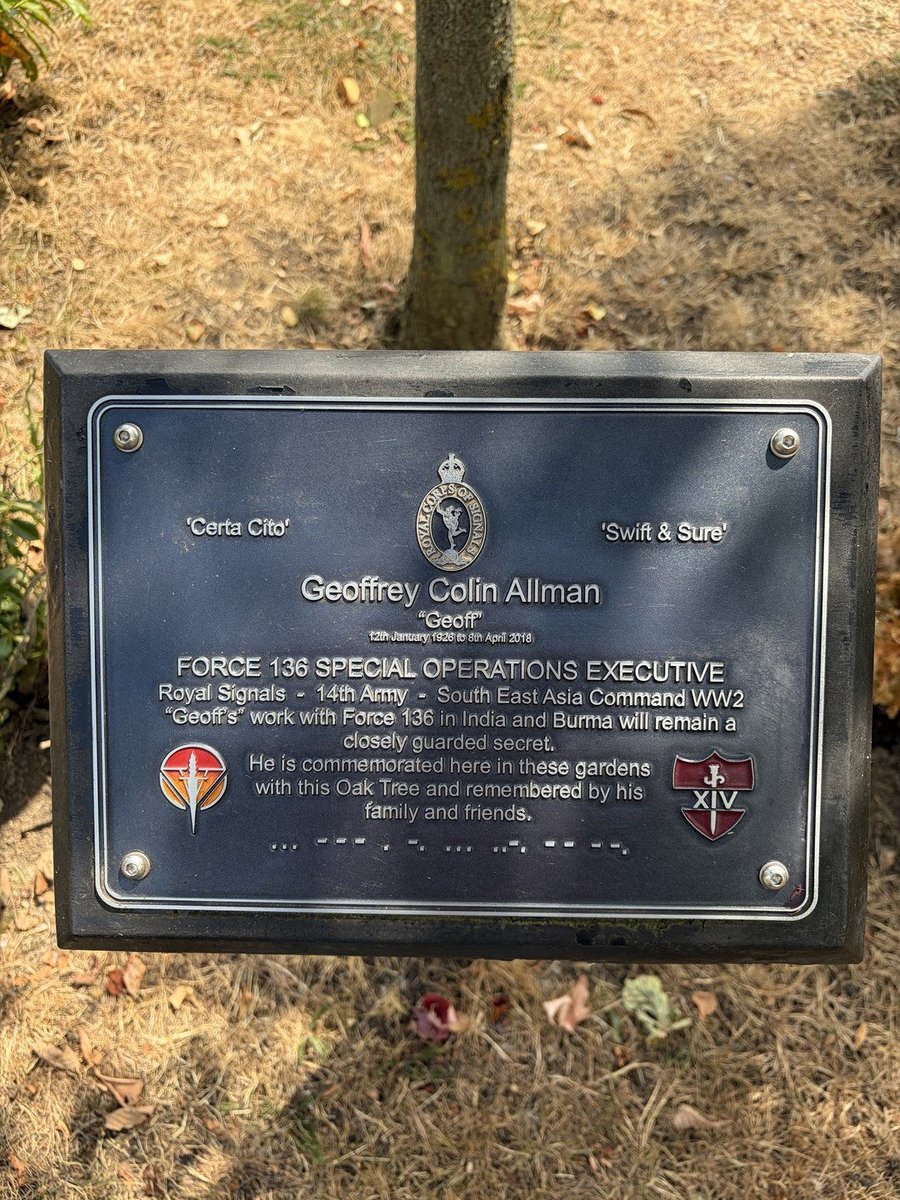 'Certa Cito'
ROYAL CORPS OF SIGNALS
'Swift & Sure'
Geoffrey Colin Allman
"Geoff"
12th January 1926 to 8th April 2018
FORCE 136 SPECIAL OPERATIONS EXECUTIVE
Royal Signals - 14th Army - South East Asia Command WW2
"Geoff's" work with Force 136 in India and Burma will remain a
closely guarded secret.
He is commemorated here in these gardens
with this Oak Tree and remembered by his
family and friends.
XIV